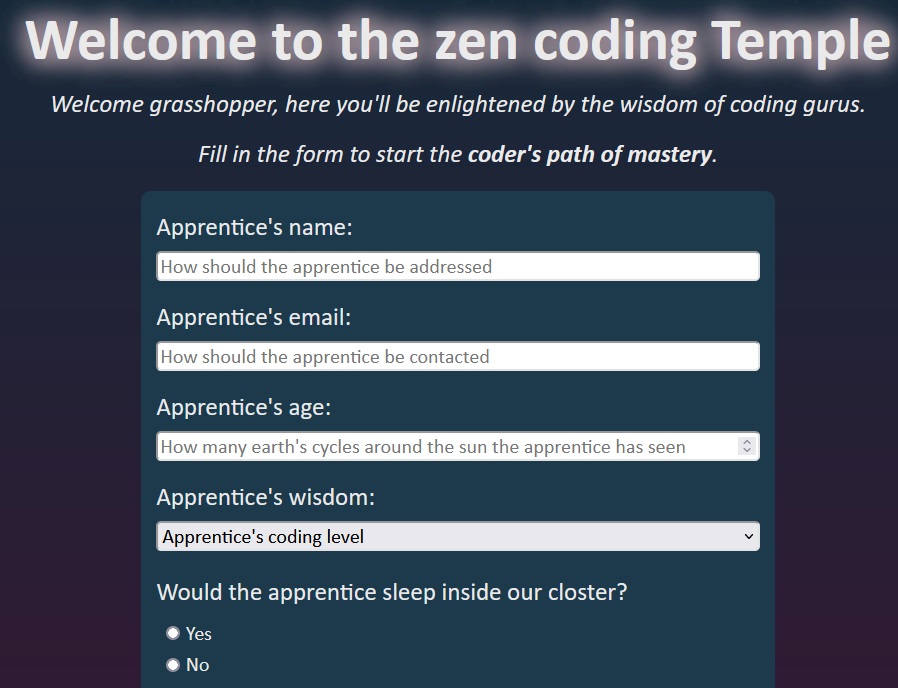 Welcome to the zen coding Temple
Welcome grasshopper, here you'll be enlightened by the wisdom of coding gurus.
Fill in the form to start the coder's path of mastery.
Apprentice's name:
How should the apprentice be addressed
Apprentice's email:
How should the apprentice be contacted
Apprentice's age:
How many earth's cycles around the sun the apprentice has seen
Apprentice's wisdom:
Apprentice's coding level
Would the apprentice sleep inside our closter?
Yes
No